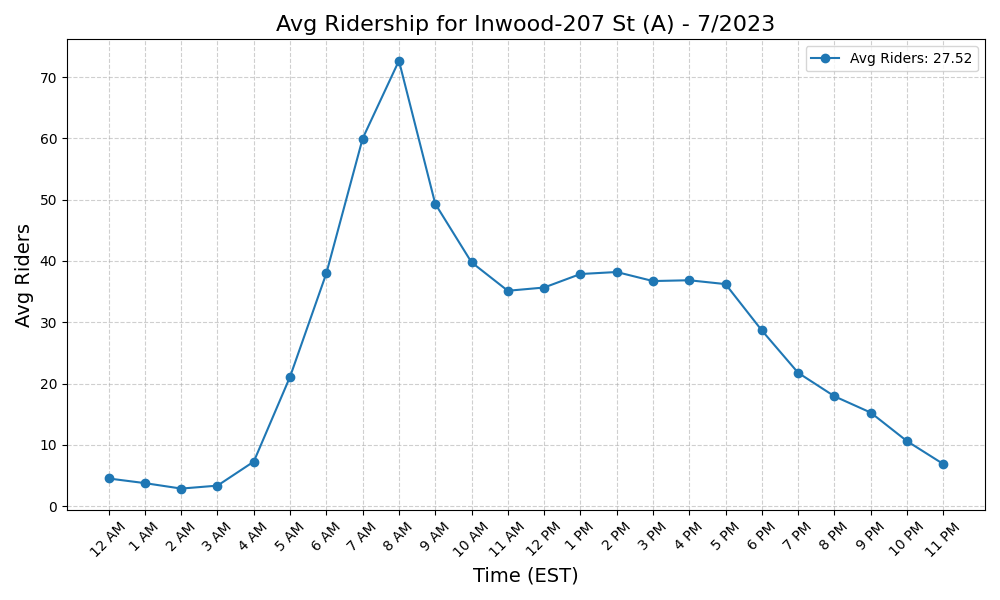 Avg Ridership for Inwood-207 St (A) - 7/2023
Avg Riders: 27.52
Avg Riders
70
60
50
40
30
20
10
0
12 AM
1 AM
2 AM
3 AM
4 AM
5 AM
6 AM
7 AM
8 AM
9 AM
10 AM
11 AM
12 PM
1 PM
2 PM
3 PM
4 PM
5 PM
6 PM
7 PM
8 PM
9 PM
10 PM
11 PM
Time (EST)